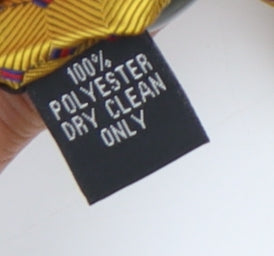 100%
POLYESTER
DRY CLEAN
ONLY